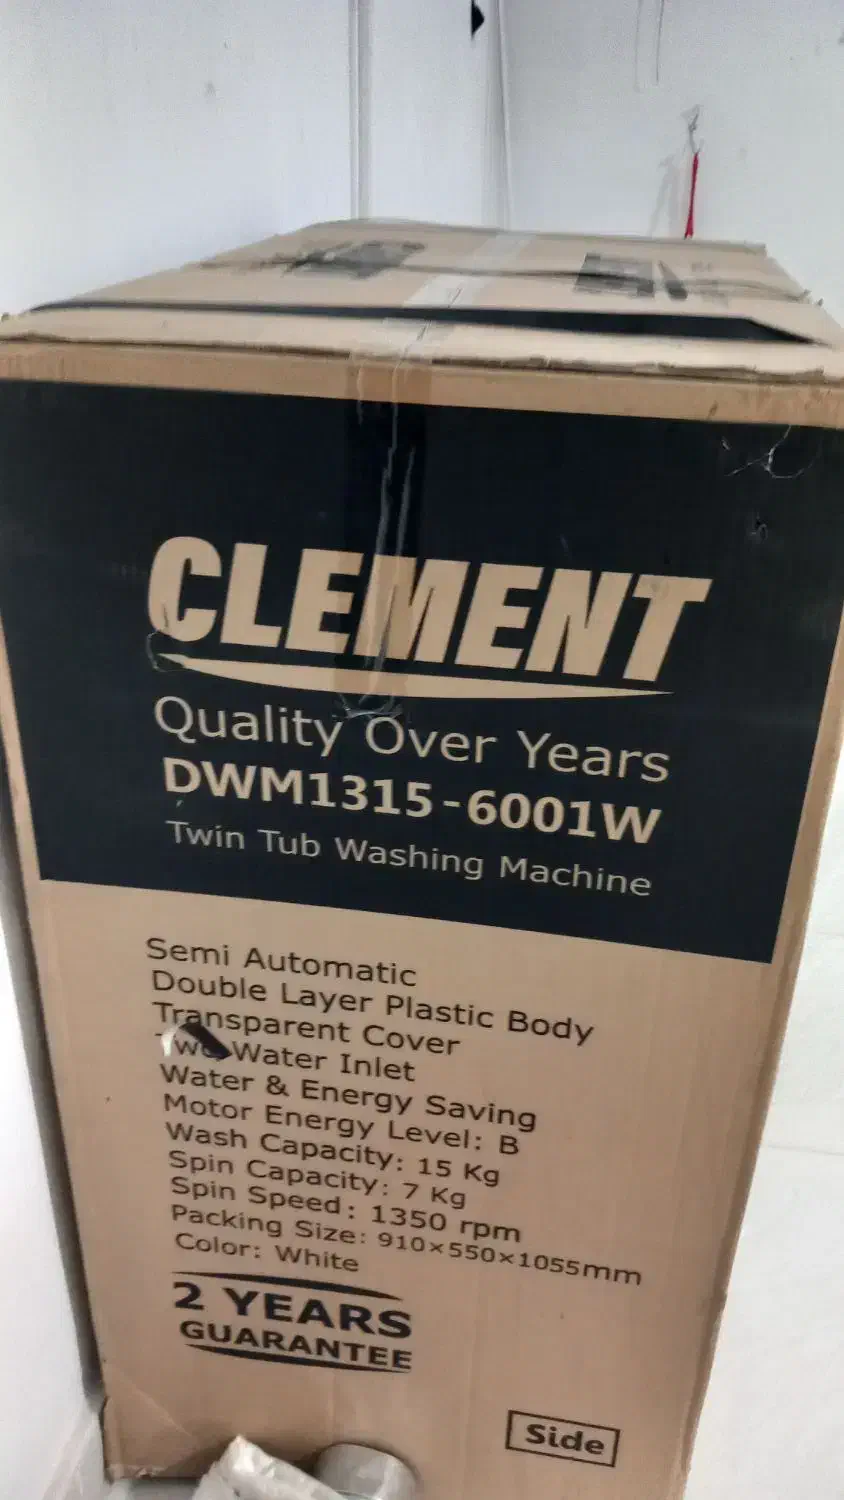 CLEMENT
Quality Over Years
DWM1315-6001W
Twin Tub Washing Machine
Semi Automatic
Double Layer Plastic Body
Transparent Cover
Two Water Inlet
Water & Energy Saving
Motor Energy Level: B
Wash Capacity: 15 Kg
Spin Capacity: 7 Kg
Spin Speed: 1350 rpm
Packing Size: 910×550×1055mm
Color: White
2 YEARS
GUARANTEE
Side